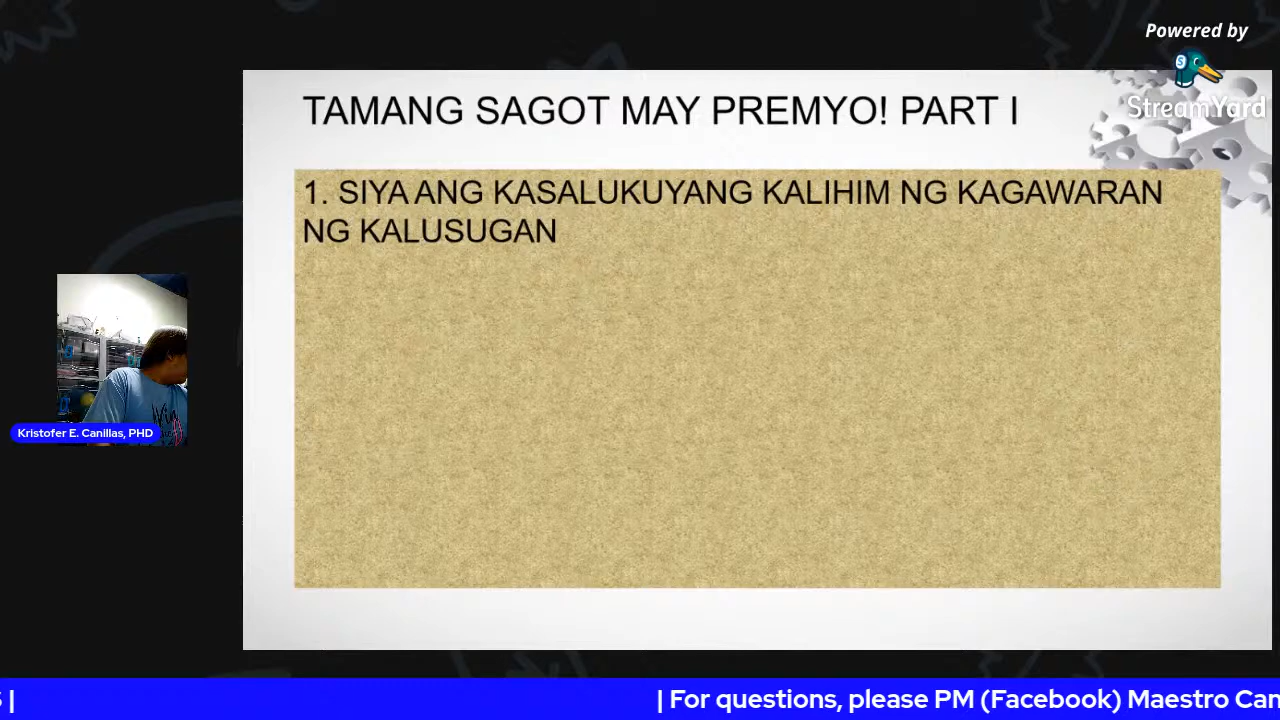 Powered by
StreamYard
TAMANG SAGOT MAY PREMYO! PART I
1. SIYA ANG KASALUKUYANG KALIHIM NG KAGAWARAN
NG KALUSUGAN
Kristofer E. Canillas, PHD
| | For questions, please PM (Facebook) Maestro Can